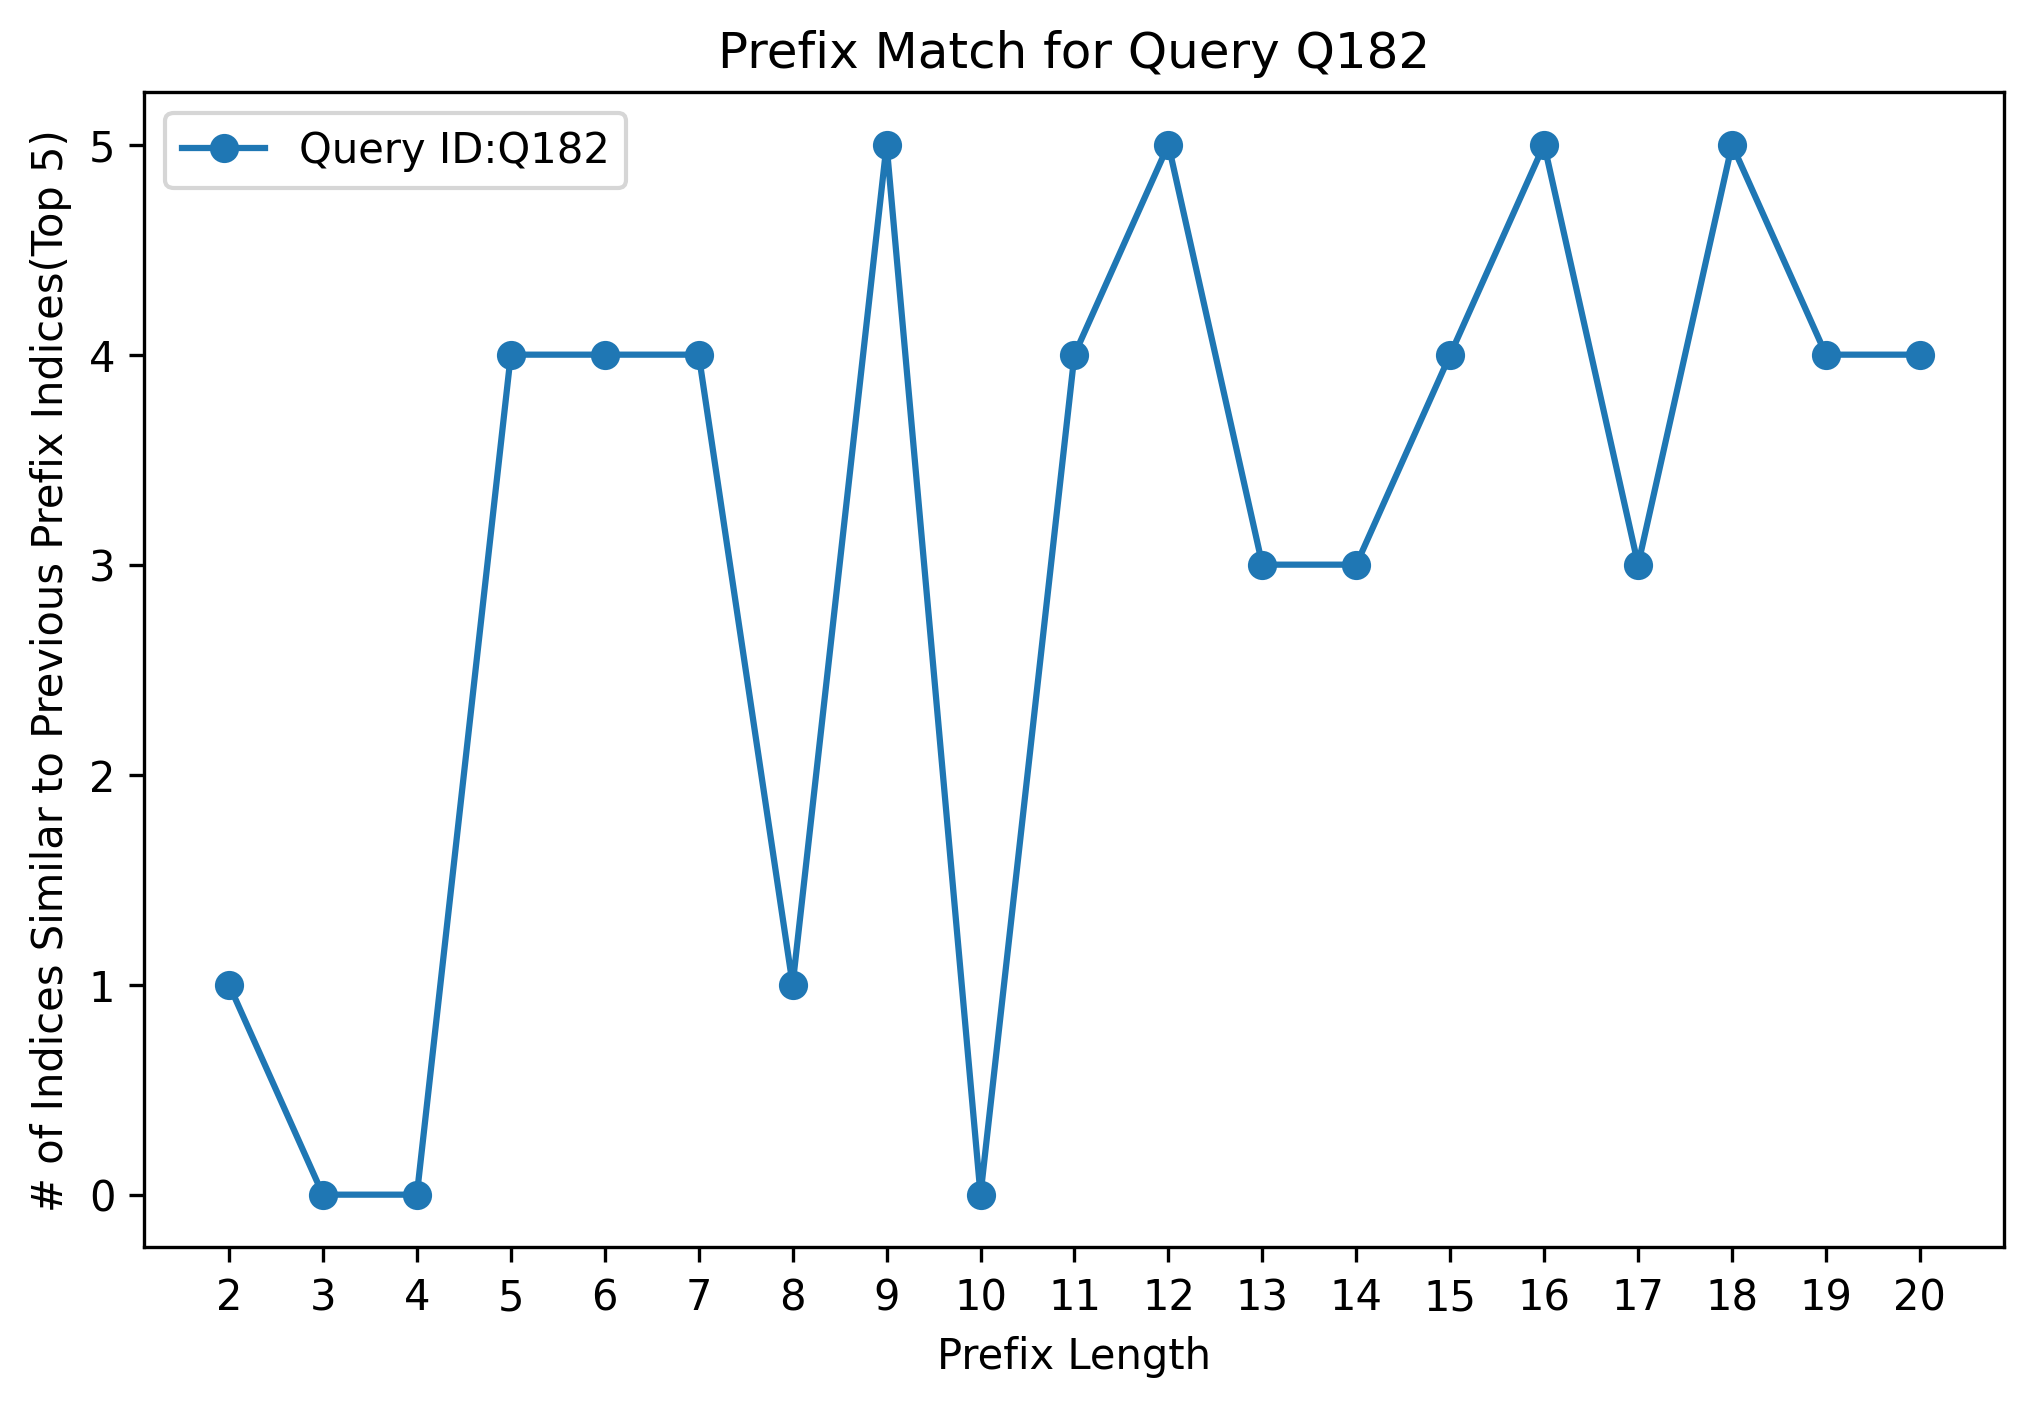 Prefix Match for Query Q182
Query ID:Q182
# of Indices Similar to Previous Prefix Indices(Top 5)
5
4
3
2
1
0
2 3 4 5 6 7 8 9 10 11 12 13 14 15 16 17 18 19 20
Prefix Length